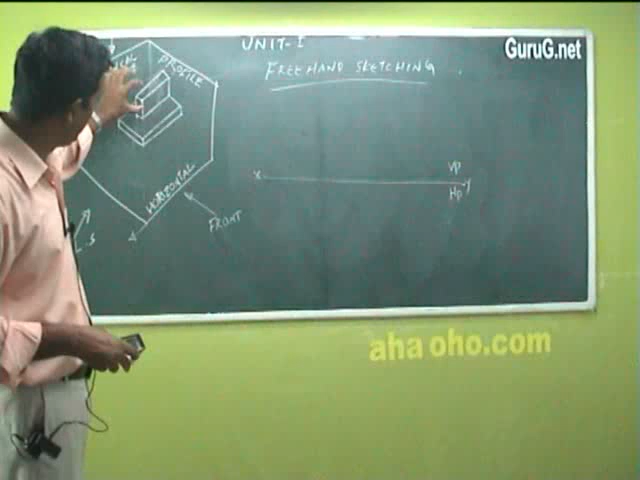 UNIT-I
GuruG.net
FREEHAND SKETCHING
PROFILE
X
VP
HP
Y
HORIZONTAL
FRONT
aha oho.com